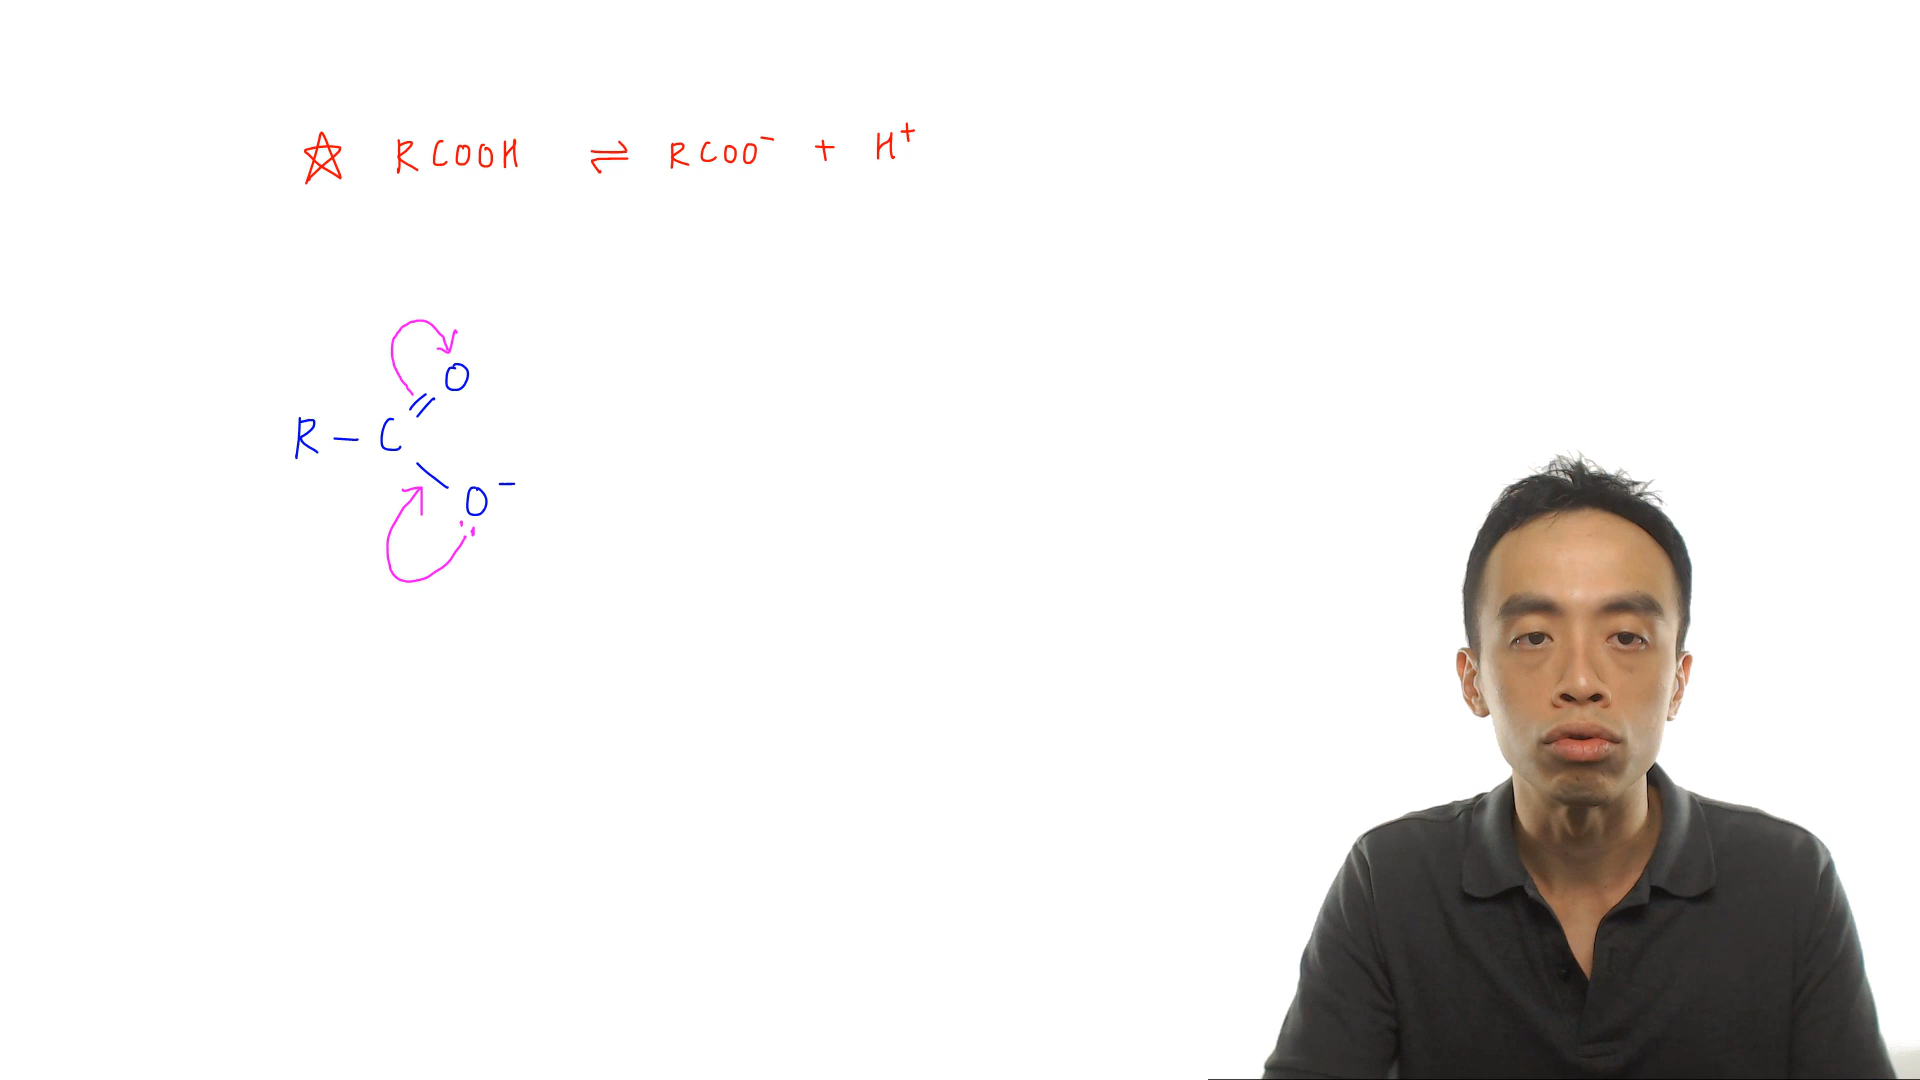 ☆ RCOOH ⇌ RCOO⁻ + H⁺
O
R – C
O⁻